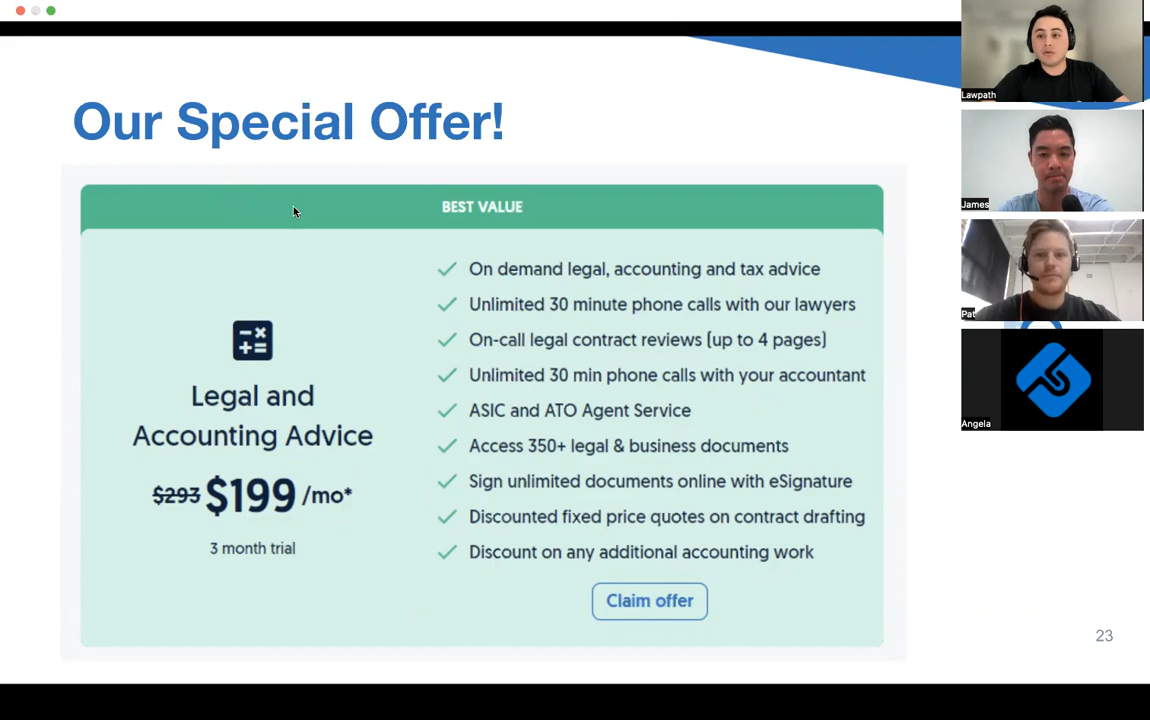 Our Special Offer!
BEST VALUE
Legal and
Accounting Advice
$293 $199 /mo*
3 month trial
On demand legal, accounting and tax advice
Unlimited 30 minute phone calls with our lawyers
On-call legal contract reviews (up to 4 pages)
Unlimited 30 min phone calls with your accountant
ASIC and ATO Agent Service
Access 350+ legal & business documents
Sign unlimited documents online with eSignature
Discounted fixed price quotes on contract drafting
Discount on any additional accounting work
Claim offer
23
Lawpath
James
Pat
Angela